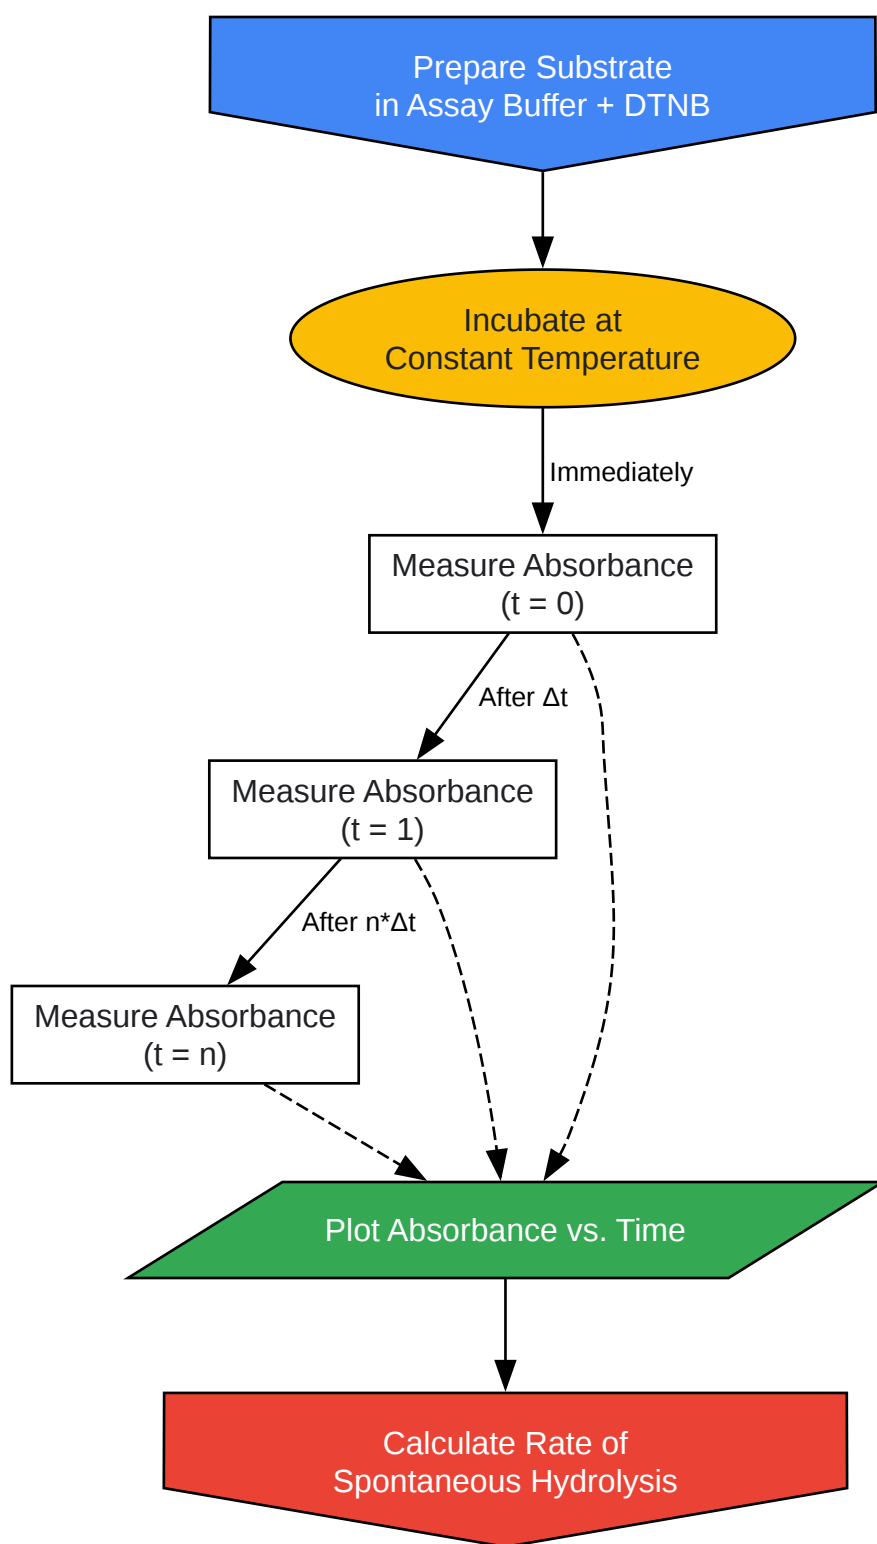 Prepare Substrate
in Assay Buffer + DTNB
Incubate at
Constant Temperature
Immediately
Measure Absorbance
(t = 0)
After Δt
Measure Absorbance
(t = 1)
After n*Δt
Measure Absorbance
(t = n)
Plot Absorbance vs. Time
Calculate Rate of
Spontaneous Hydrolysis